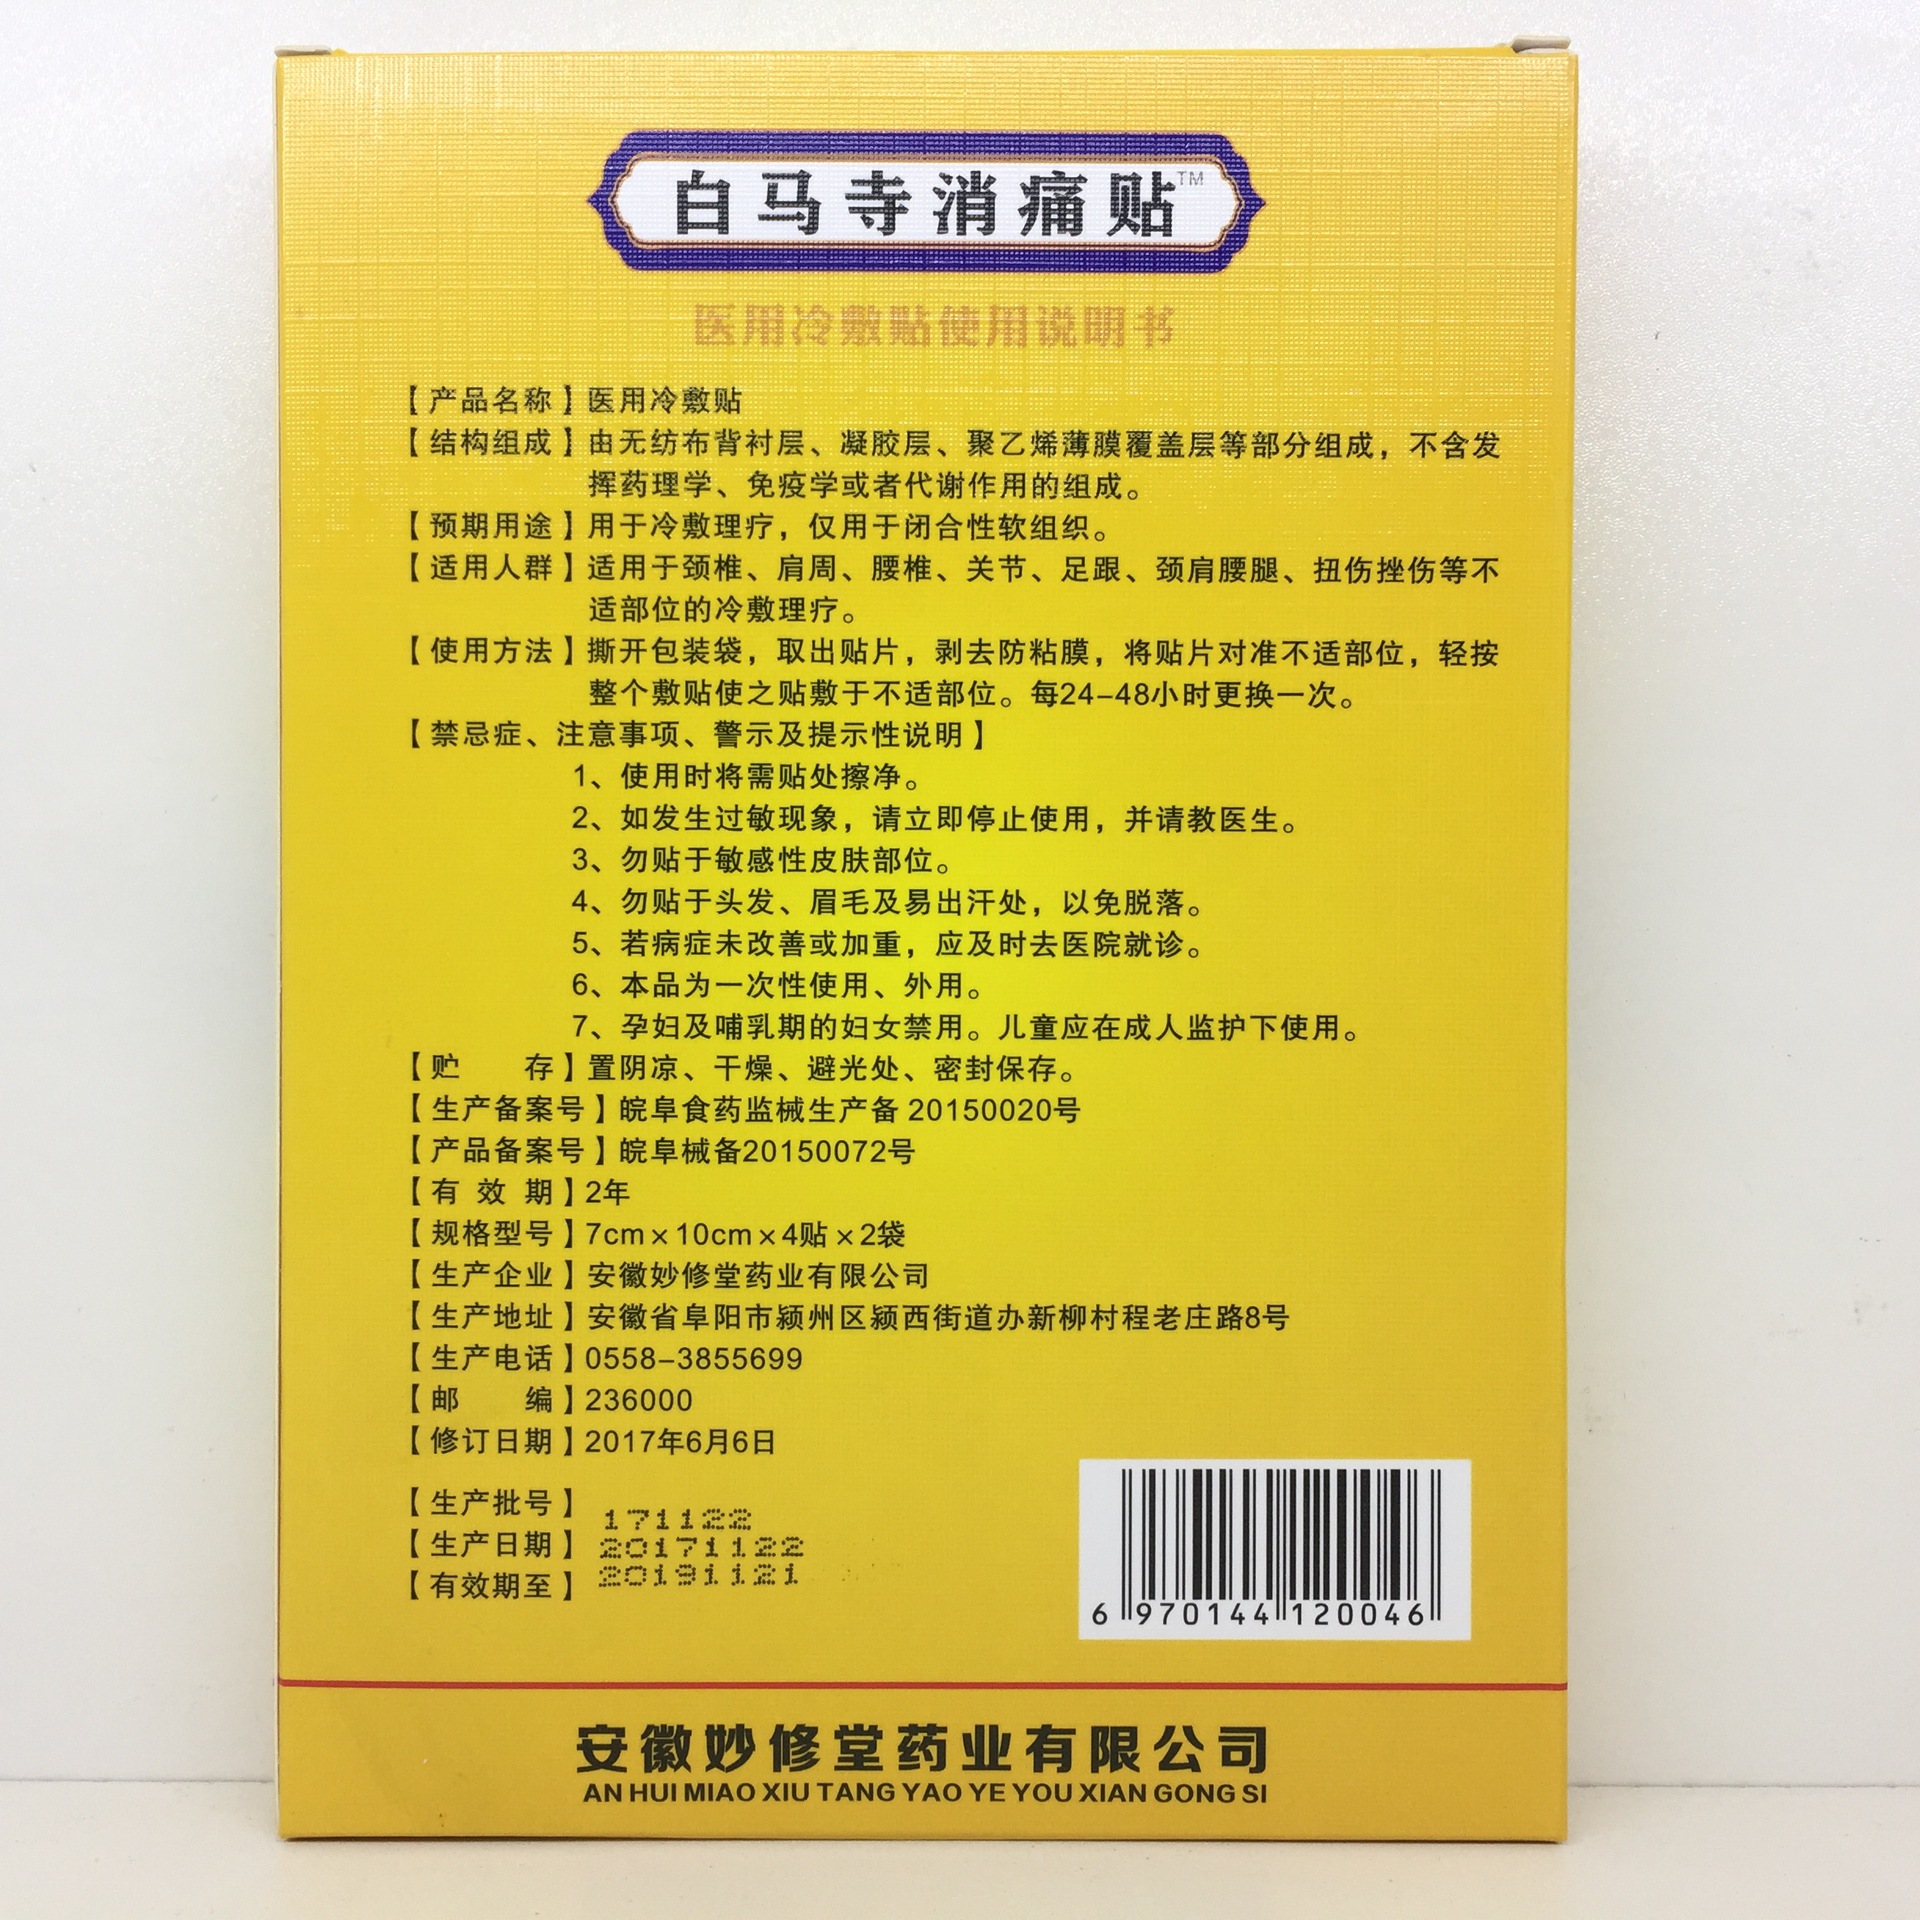 白马寺消痛贴™
医用冷敷贴使用说明书
【产品名称】医用冷敷贴
【结构组成】由无纺布背衬层、凝胶层、聚乙烯薄膜覆盖层等部分组成，不含发
挥药理学、免疫学或者代谢作用的组成。
【预期用途】用于冷敷理疗，仅用于闭合性软组织。
【适用人群】适用于颈椎、肩周、腰椎、关节、足跟、颈肩腰腿、扭伤挫伤等不
适部位的冷敷理疗。
【使用方法】撕开包装袋，取出贴片，剥去防粘膜，将贴片对准不适部位，轻按
整个敷贴使之贴敷于不适部位。每24-48小时更换一次。
【禁忌症、注意事项、警示及提示性说明】
1、使用时将需贴处擦净。
2、如发生过敏现象，请立即停止使用，并请教医生。
3、勿贴于敏感性皮肤部位。
4、勿贴于头发、眉毛及易出汗处，以免脱落。
5、若病症未改善或加重，应及时去医院就诊。
6、本品为一次性使用、外用。
7、孕妇及哺乳期的妇女禁用。儿童应在成人监护下使用。
【贮 存】置阴凉、干燥、避光处、密封保存。
【生产备案号】皖阜食药监械生产备 20150020号
【产品备案号】皖阜械备20150072号
【有 效 期】2年
【规格型号】7cm×10cm×4贴×2袋
【生产企业】安徽妙修堂药业有限公司
【生产地址】安徽省阜阳市颍州区颍西街道办新柳村程老庄路8号
【生产电话】0558-3855699
【邮 编】236000
【修订日期】2017年6月6日
【生产批号】171122
【生产日期】20171122
【有效期至】20191121
6 970144 120046
安徽妙修堂药业有限公司
AN HUI MIAO XIU TANG YAO YE YOU XIAN GONG SI